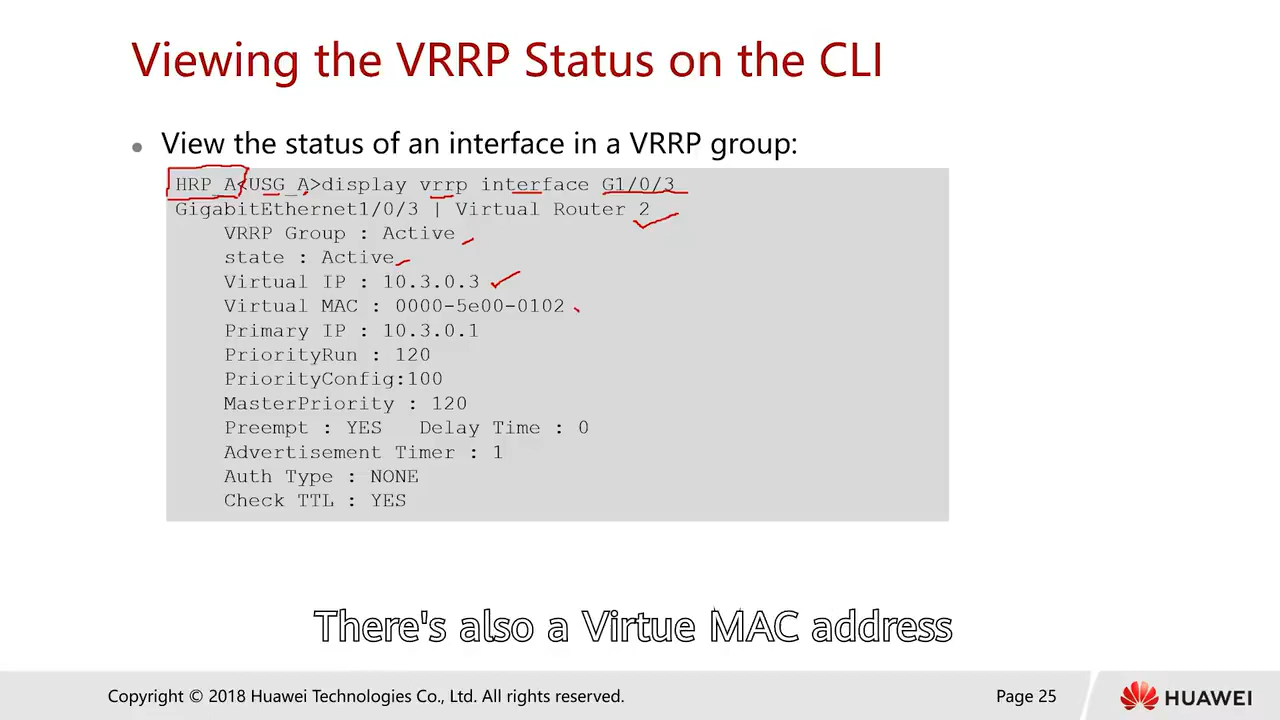 Viewing the VRRP Status on the CLI
• View the status of an interface in a VRRP group:
HRP_A<USG_A>display vrrp interface G1/0/3
GigabitEthernet1/0/3 | Virtual Router 2
VRRP Group : Active
state : Active
Virtual IP : 10.3.0.3
Virtual MAC : 0000-5e00-0102
Primary IP : 10.3.0.1
PriorityRun : 120
PriorityConfig:100
MasterPriority : 120
Preempt : YES   Delay Time : 0
Advertisement Timer : 1
Auth Type : NONE
Check TTL : YES
There's also a Virtue MAC address
Copyright © 2018 Huawei Technologies Co., Ltd. All rights reserved.
Page 25
HUAWEI